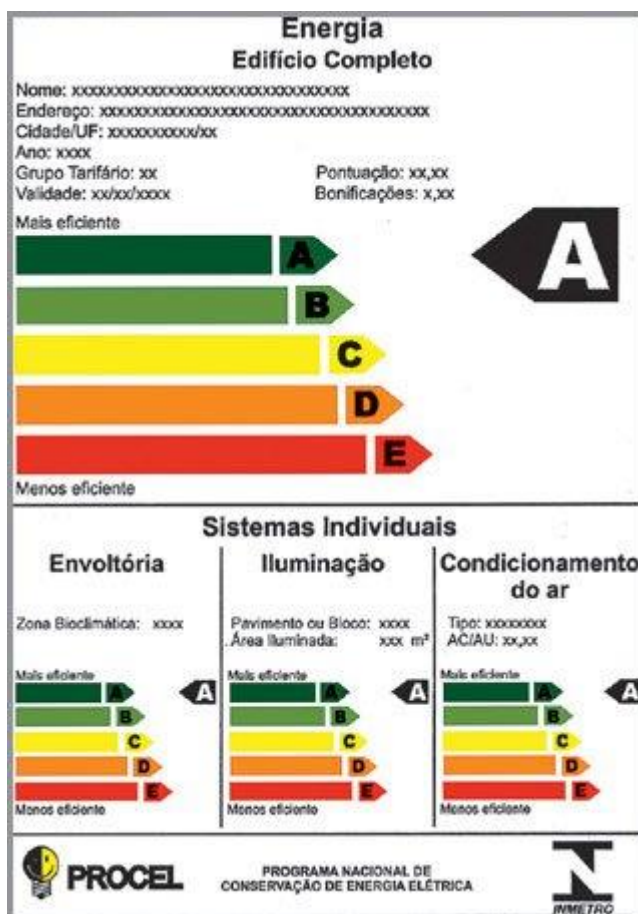 Energia
Edifício Completo
Nome: xxxxxxxxxxxxxxxxxxxxxxxxxxxxxxxxx
Endereço: xxxxxxxxxxxxxxxxxxxxxxxxxxxxxxxxxxxxxxx
Cidade/UF: xxxxxxxxxx/xx
Ano: xxxx
Grupo Tarifário: xx Pontuação: xx,xx
Validade: xx/xx/xxxx Bonificações: x,xx
Mais eficiente
A A
B
C
D
E
Menos eficiente
Sistemas Individuais
Envoltória
Zona Bioclimática: xxxx
Mais eficiente
A A
B
C
D
E
Menos eficiente
Iluminação
Pavimento ou Bloco: xxxx
Área Iluminada: xxx m²
Mais eficiente
A A
B
C
D
E
Menos eficiente
Condicionamento
do ar
Tipo: xxxxxxxx
AC/AU: xx,xx
Mais eficiente
A A
B
C
D
E
Menos eficiente
PROCEL
PROGRAMA NACIONAL DE
CONSERVAÇÃO DE ENERGIA ELÉTRICA
INMETRO